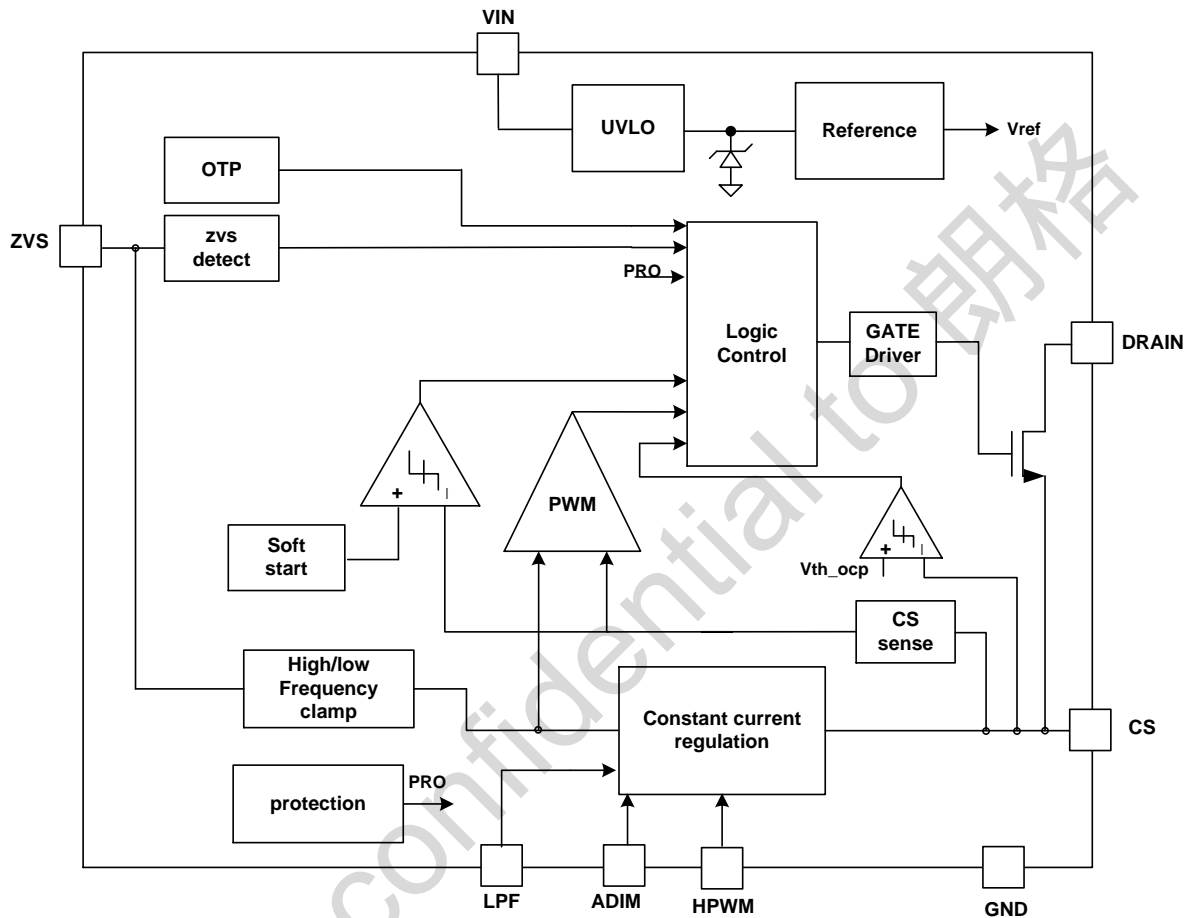 VIN
UVLO
Reference
Vref
OTP
ZVS
zvs
detect
PRO
Logic
Control
GATE
Driver
DRAIN
+
PWM
Soft
start
Vth_ocp
+
CS
sense
High/low
Frequency
clamp
Constant current
regulation
CS
protection
PRO
LPF
ADIM
HPWM
GND
confidential to 朗格